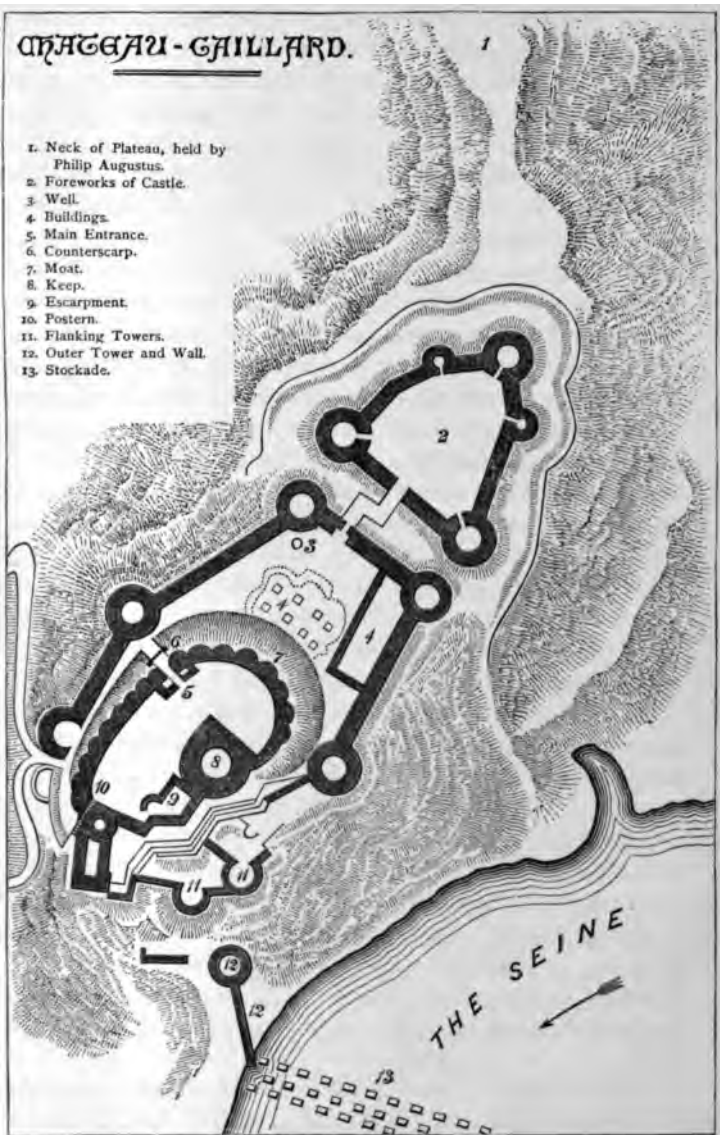 CHATEAU-GAILLARD.
1
1. Neck of Plateau, held by
Philip Augustus.
2. Foreworks of Castle.
3. Well.
4. Buildings.
5. Main Entrance.
6. Counterscarp.
7. Moat.
8. Keep.
9. Escarpment.
10. Postern.
11. Flanking Towers.
12. Outer Tower and Wall.
13. Stockade.
2
3
4
4
6
7
5
8
9
10
11
11
12
12
THE SEINE
13